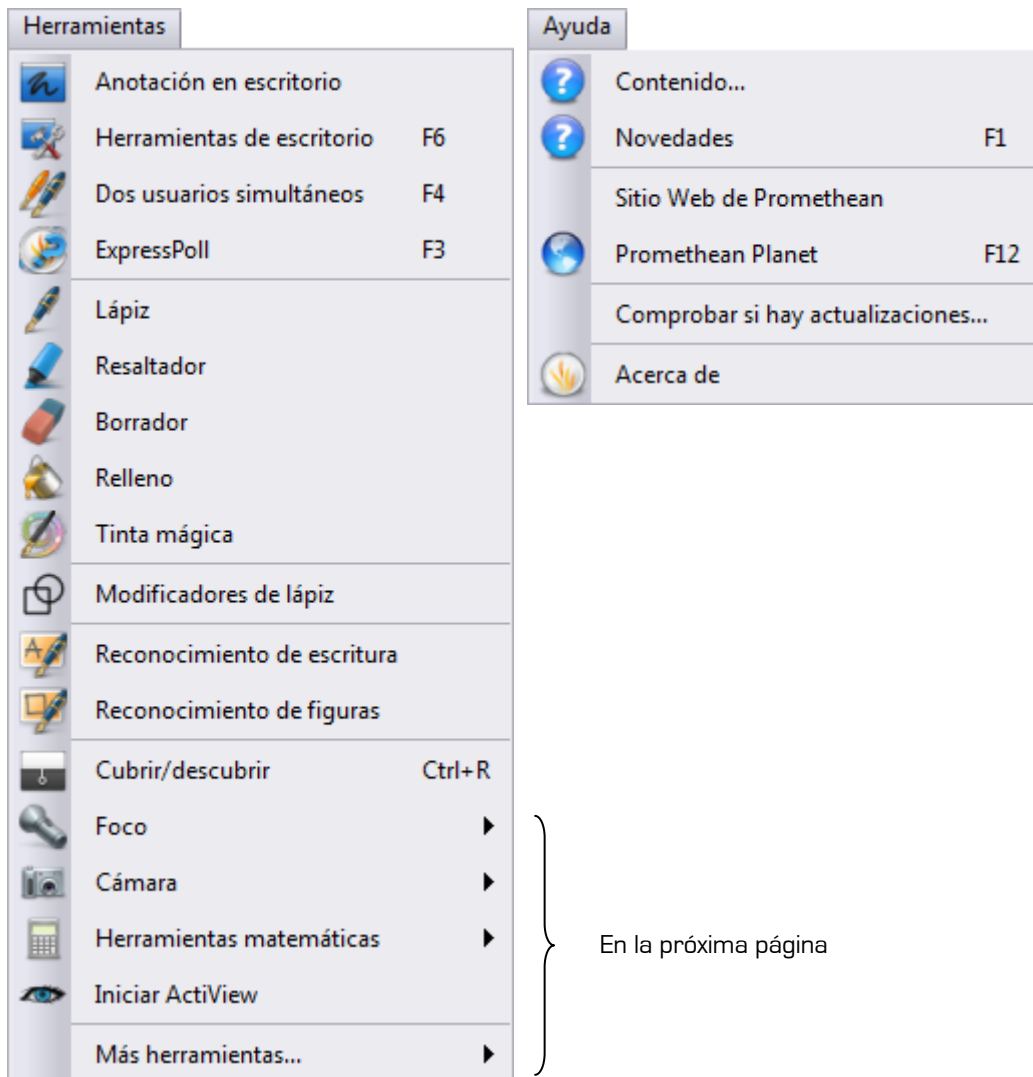 Herramientas
Anotación en escritorio
Herramientas de escritorio F6
Dos usuarios simultáneos F4
ExpressPoll F3
Lápiz
Resaltador
Borrador
Relleno
Tinta mágica
Modificadores de lápiz
Reconocimiento de escritura
Reconocimiento de figuras
Cubrir/descubrir Ctrl+R
Foco
Cámara
Herramientas matemáticas
Iniciar ActiView
Más herramientas...
Ayuda
Contenido...
Novedades F1
Sitio Web de Promethean
Promethean Planet F12
Comprobar si hay actualizaciones...
Acerca de
En la próxima página